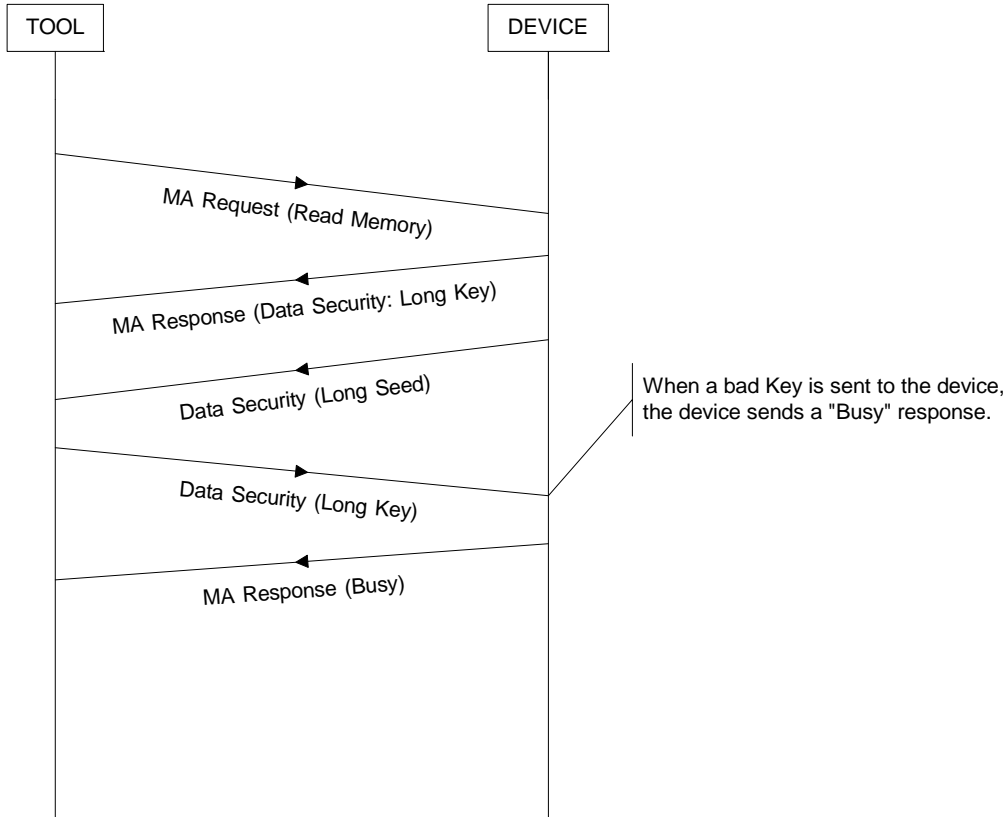 TOOL
DEVICE
MA Request (Read Memory)
MA Response (Data Security: Long Key)
Data Security (Long Seed)
When a bad Key is sent to the device,
the device sends a "Busy" response.
Data Security (Long Key)
MA Response (Busy)